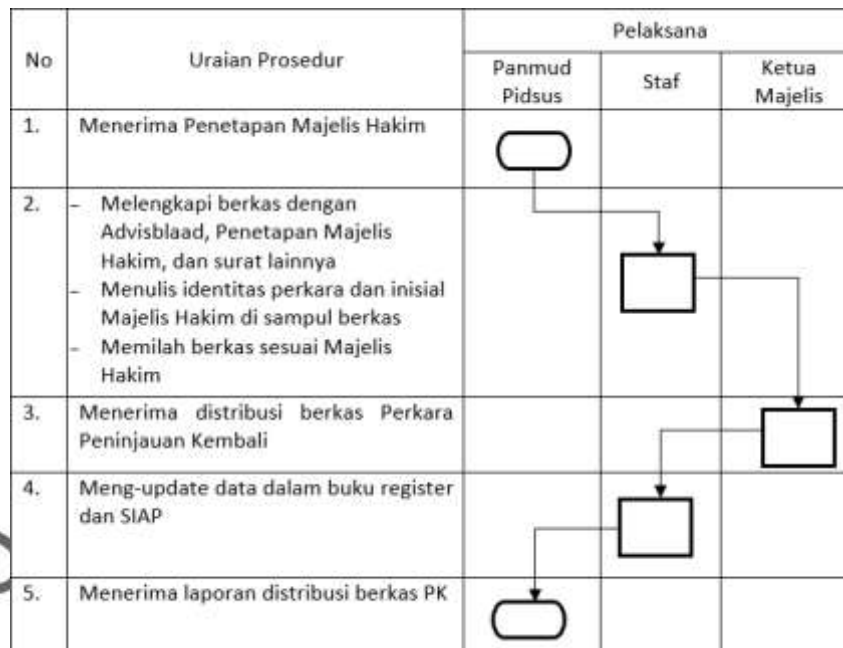 No
Uraian Prosedur
Pelaksana
Panmud
Pidsus
Staf
Ketua
Majelis
1.
Menerima Penetapan Majelis Hakim
2.
– Melengkapi berkas dengan
Advisblaad, Penetapan Majelis
Hakim, dan surat lainnya
– Menulis identitas perkara dan inisial
Majelis Hakim di sampul berkas
– Memilah berkas sesuai Majelis
Hakim
3.
Menerima distribusi berkas Perkara
Peninjauan Kembali
4.
Meng-update data dalam buku register
dan SIAP
5.
Menerima laporan distribusi berkas PK